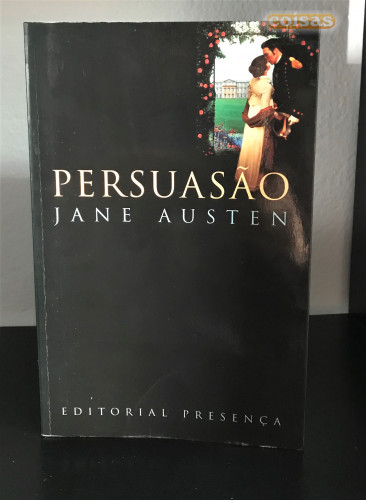 coisas
PERSUASÃO
JANE AUSTEN
EDITORIAL PRESENÇA